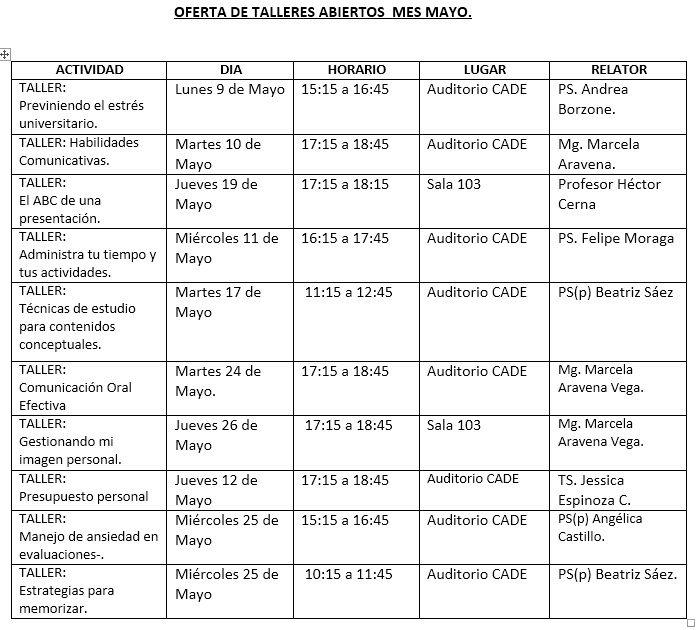 OFERTA DE TALLERES ABIERTOS  MES MAYO.
ACTIVIDAD DIA HORARIO LUGAR RELATOR
TALLER: Lunes 9 de Mayo 15:15 a 16:45 Auditorio CADE PS. Andrea
Previniendo el estrés Borzone.
universitario.
TALLER: Habilidades Martes 10 de 17:15 a 18:45 Auditorio CADE Mg. Marcela
Comunicativas. Mayo Aravena.
TALLER: Jueves 19 de 17:15 a 18:15 Sala 103 Profesor Héctor
El ABC de una Mayo Cerna
presentación.
TALLER: Miércoles 11 de 16:15 a 17:45 Auditorio CADE PS. Felipe Moraga
Administra tu tiempo y Mayo
tus actividades.
TALLER: Martes 17 de 11:15 a 12:45 Auditorio CADE PS(p) Beatriz Sáez
Técnicas de estudio Mayo
para contenidos
conceptuales.
TALLER: Martes 24 de 17:15 a 18:45 Auditorio CADE Mg. Marcela
Comunicación Oral Mayo. Aravena Vega.
Efectiva
TALLER: Jueves 26 de 17:15 a 18:45 Sala 103 Mg. Marcela
Gestionando mi Mayo Aravena Vega.
imagen personal.
TALLER: Jueves 12 de 17:15 a 18:45 Auditorio CADE TS. Jessica
Presupuesto personal Mayo Espinoza C.
TALLER: Miércoles 25 de 15:15 a 16:45 Auditorio CADE PS(p) Angélica
Manejo de ansiedad en Mayo Castillo.
evaluaciones-.
TALLER: Miércoles 25 de 10:15 a 11:45 Auditorio CADE PS(p) Beatriz Sáez.
Estrategias para Mayo
memorizar.